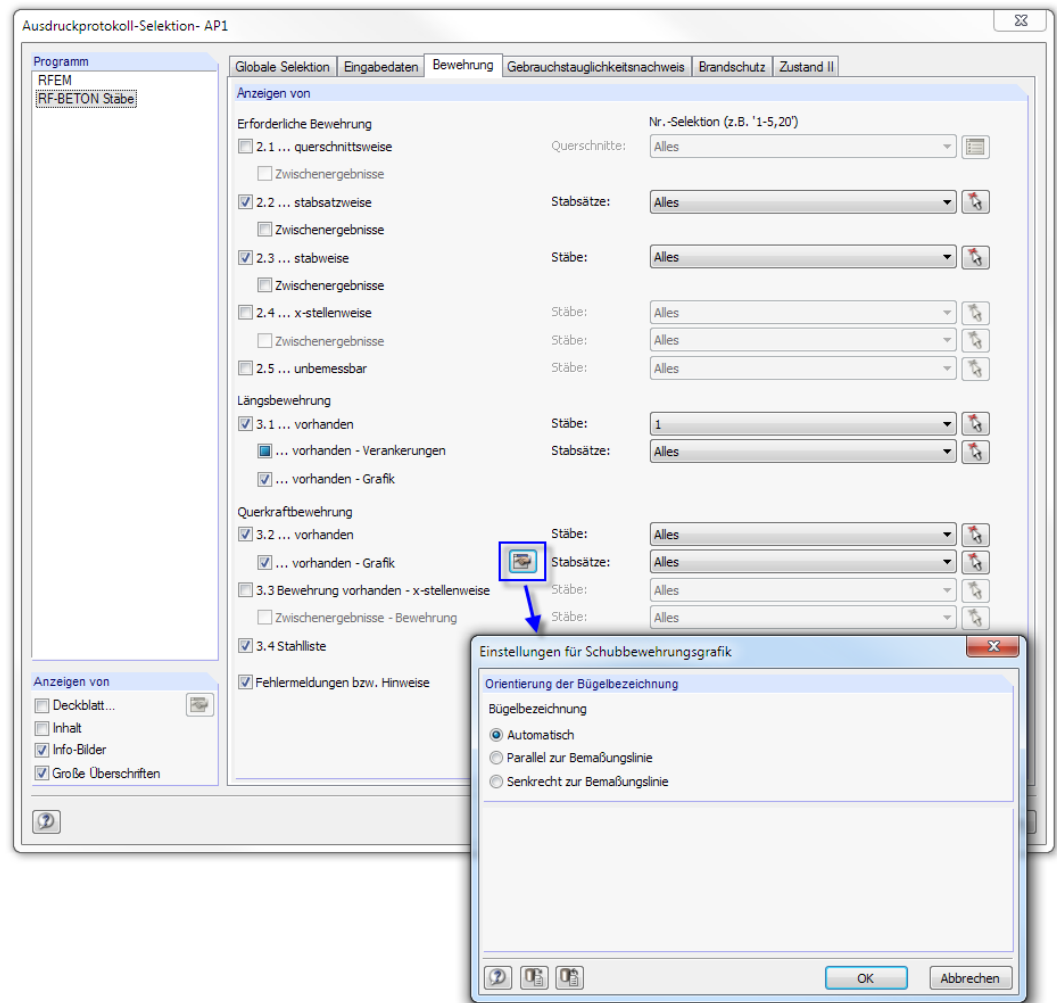 Ausdruckprotokoll-Selektion- AP1
Programm
RFEM
RF-BETON Stäbe
Globale Selektion
Eingabedaten
Bewehrung
Gebrauchstauglichkeitsnachweis
Brandschutz
Zustand II
Anzeigen von
Erforderliche Bewehrung
Nr.-Selektion (z.B. '1-5,20')
2.1 ... querschnittsweise
Querschnitte:
Alles
Zwischenergebnisse
2.2 ... stabsatzweise
Stabsätze:
Alles
Zwischenergebnisse
2.3 ... stabweise
Stäbe:
Alles
Zwischenergebnisse
2.4 ... x-stellenweise
Stäbe:
Alles
Zwischenergebnisse
Stäbe:
Alles
2.5 ... unbemessbar
Stäbe:
Alles
Längsbewehrung
3.1 ... vorhanden
Stäbe:
1
... vorhanden - Verankerungen
Stabsätze:
Alles
... vorhanden - Grafik
Querkraftbewehrung
3.2 ... vorhanden
Stäbe:
Alles
... vorhanden - Grafik
Stabsätze:
Alles
3.3 Bewehrung vorhanden - x-stellenweise
Stäbe:
Alles
Zwischenergebnisse - Bewehrung
Stäbe:
Alles
3.4 Stahlliste
Fehlermeldungen bzw. Hinweise
Anzeigen von
Deckblatt...
Inhalt
Info-Bilder
Große Überschriften
Einstellungen für Schubbewehrungsgrafik
Orientierung der Bügelbezeichnung
Bügelbezeichnung
Automatisch
Parallel zur Bemaßungslinie
Senkrecht zur Bemaßungslinie
OK
Abbrechen